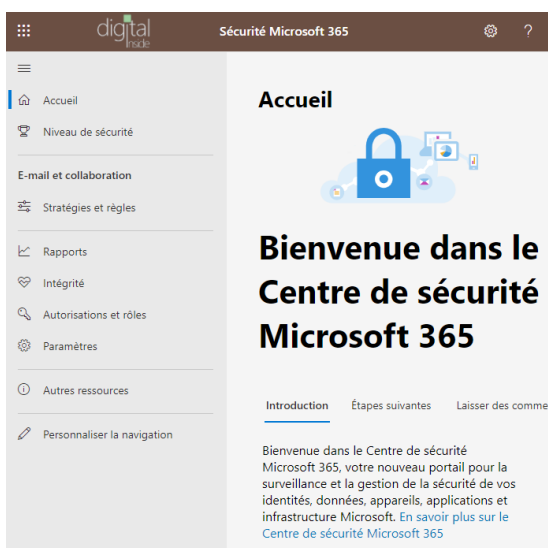 digital
inside
Sécurité Microsoft 365
?
Accueil
Niveau de sécurité
E-mail et collaboration
Stratégies et règles
Rapports
Intégrité
Autorisations et rôles
Paramètres
Autres ressources
Personnaliser la navigation
Accueil
Bienvenue dans le
Centre de sécurité
Microsoft 365
Introduction
Étapes suivantes
Laisser des comme
Bienvenue dans le Centre de sécurité
Microsoft 365, votre nouveau portail pour la
surveillance et la gestion de la sécurité de vos
identités, données, appareils, applications et
infrastructure Microsoft. En savoir plus sur le
Centre de sécurité Microsoft 365